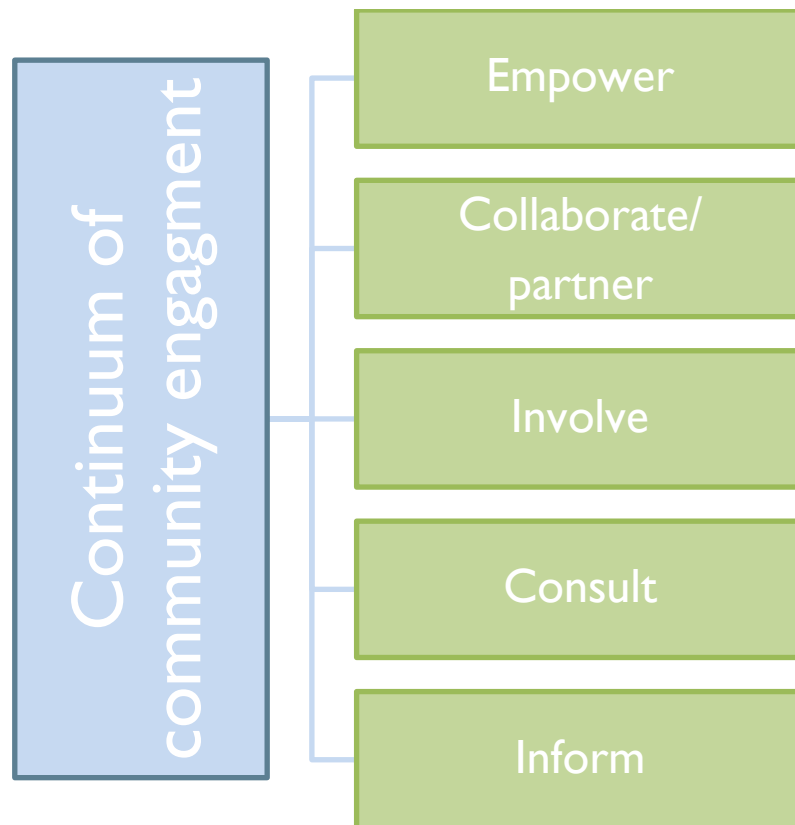 Continuum of
community engagment
Empower
Collaborate/
partner
Involve
Consult
Inform